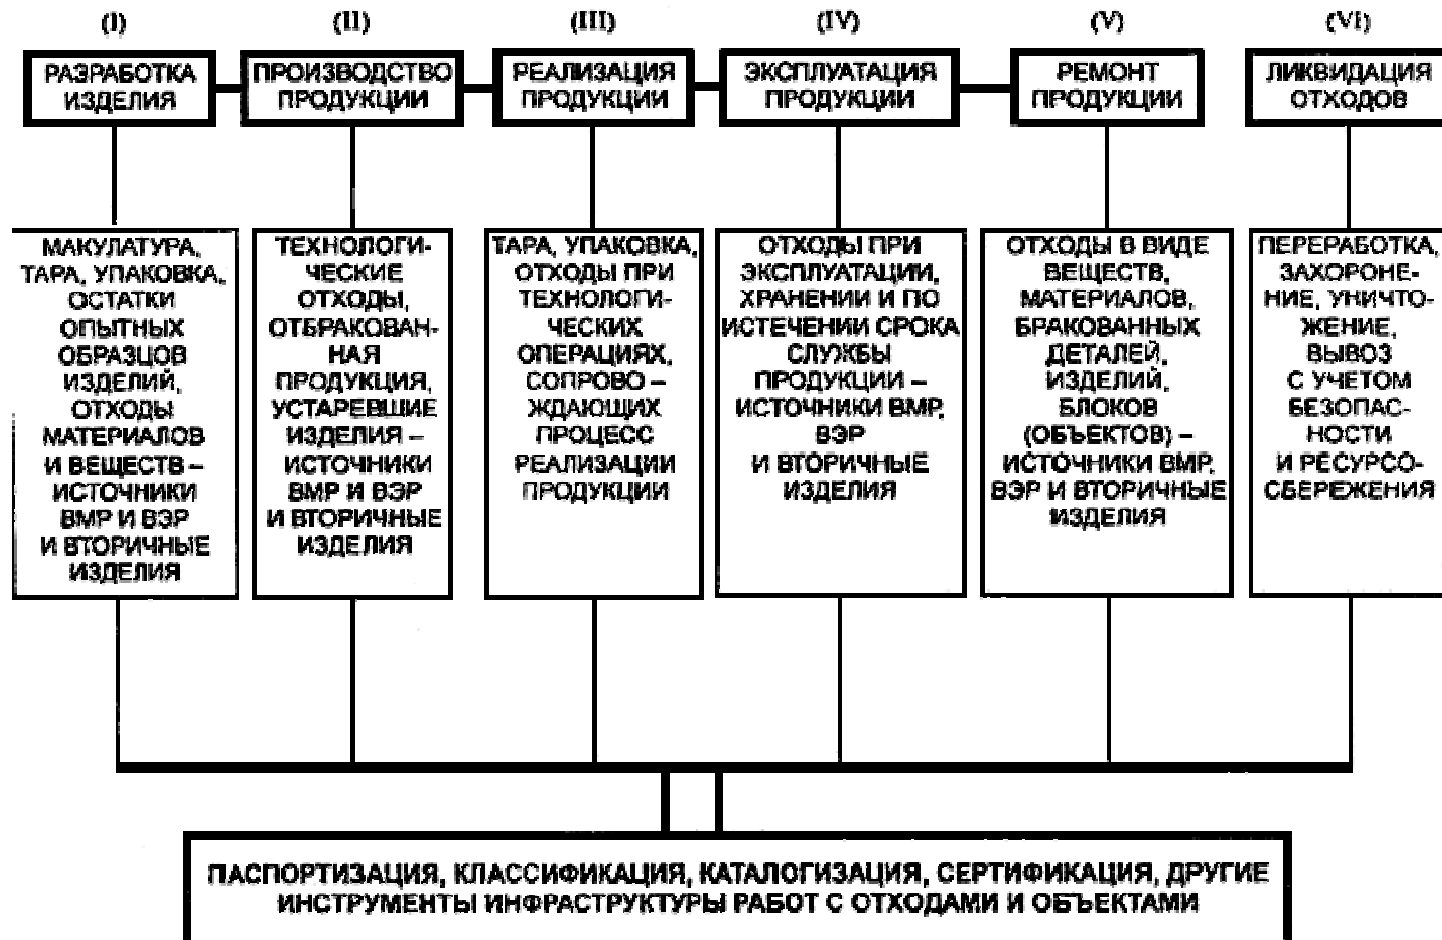 (I)
(II)
(III)
(IV)
(V)
(VI)
РАЗРАБОТКА
ИЗДЕЛИЯ
ПРОИЗВОДСТВО
ПРОДУКЦИИ
РЕАЛИЗАЦИЯ
ПРОДУКЦИИ
ЭКСПЛУАТАЦИЯ
ПРОДУКЦИИ
РЕМОНТ
ПРОДУКЦИИ
ЛИКВИДАЦИЯ
ОТХОДОВ
МАКУЛАТУРА,
ТАРА, УПАКОВКА,
ОСТАТКИ
ОПЫТНЫХ
ОБРАЗЦОВ
ИЗДЕЛИЙ,
ОТХОДЫ
МАТЕРИАЛОВ
И ВЕЩЕСТВ –
ИСТОЧНИКИ
ВМР И ВЭР
И ВТОРИЧНЫЕ
ИЗДЕЛИЯ
ТЕХНОЛОГИ-
ЧЕСКИЕ
ОТХОДЫ,
ОТБРАКОВАН-
НАЯ
ПРОДУКЦИЯ,
УСТАРЕВШИЕ
ИЗДЕЛИЯ –
ИСТОЧНИКИ
ВМР И ВЭР
И ВТОРИЧНЫЕ
ИЗДЕЛИЯ
ТАРА, УПАКОВКА,
ОТХОДЫ ПРИ
ТЕХНОЛОГИ-
ЧЕСКИХ
ОПЕРАЦИЯХ,
СОПРОВО –
ЖДАЮЩИХ
ПРОЦЕСС
РЕАЛИЗАЦИИ
ПРОДУКЦИИ
ОТХОДЫ ПРИ
ЭКСПЛУАТАЦИИ,
ХРАНЕНИИ И ПО
ИСТЕЧЕНИИ СРОКА
СЛУЖБЫ
ПРОДУКЦИИ –
ИСТОЧНИКИ ВМР,
ВЭР
И ВТОРИЧНЫЕ
ИЗДЕЛИЯ
ОТХОДЫ В ВИДЕ
ВЕЩЕСТВ,
МАТЕРИАЛОВ,
БРАКОВАННЫХ
ДЕТАЛЕЙ,
ИЗДЕЛИЙ,
БЛОКОВ
(ОБЪЕКТОВ) –
ИСТОЧНИКИ ВМР,
ВЭР И ВТОРИЧНЫЕ
ИЗДЕЛИЯ
ПЕРЕРАБОТКА,
ЗАХОРОНЕ-
НИЕ, УНИЧТО-
ЖЕНИЕ,
ВЫВОЗ
С УЧЕТОМ
БЕЗОПАС-
НОСТИ
И РЕСУРСО-
СБЕРЕЖЕНИЯ
ПАСПОРТИЗАЦИЯ, КЛАССИФИКАЦИЯ, КАТАЛОГИЗАЦИЯ, СЕРТИФИКАЦИЯ, ДРУГИЕ
ИНСТРУМЕНТЫ ИНФРАСТРУКТУРЫ РАБОТ С ОТХОДАМИ И ОБЪЕКТАМИ